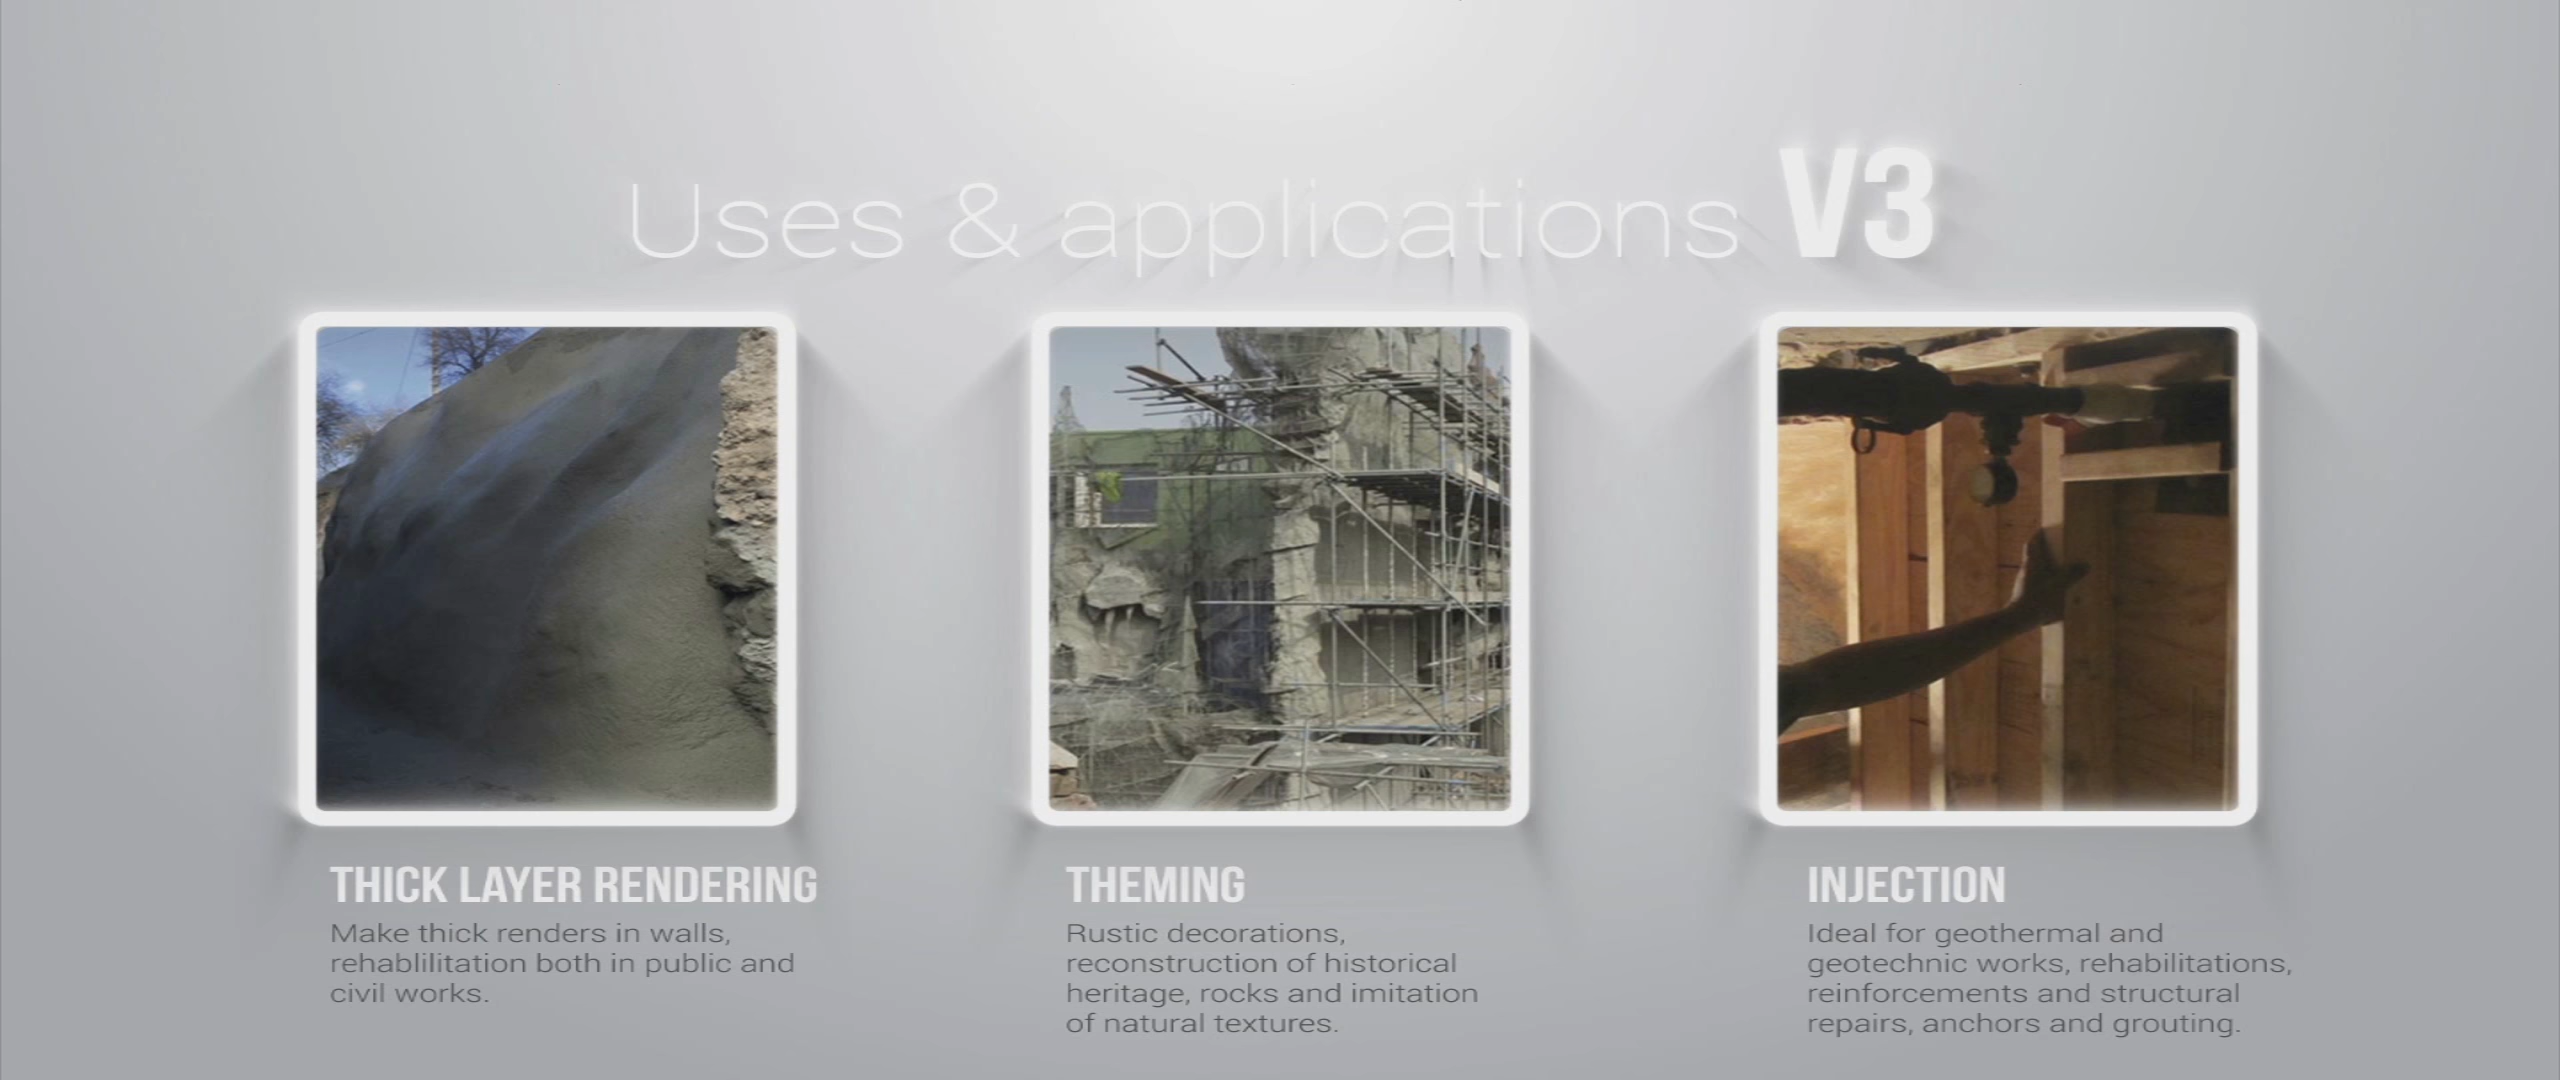 Uses & applications V3
THICK LAYER RENDERING
Make thick renders in walls,
rehablilitation both in public and
civil works.
THEMING
Rustic decorations,
reconstruction of historical
heritage, rocks and imitation
of natural textures.
INJECTION
Ideal for geothermal and
geotechnic works, rehabilitations,
reinforcements and structural
repairs, anchors and grouting.